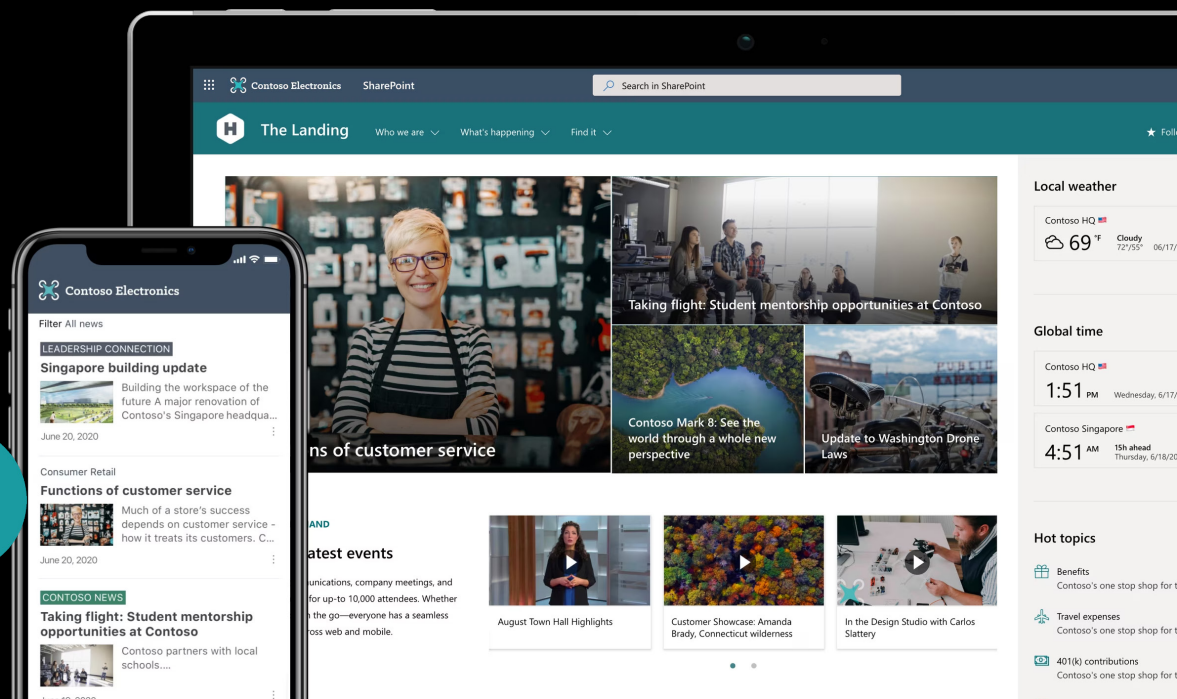 Contoso Electronics
SharePoint
Search in SharePoint
The Landing
Who we are
What's happening
Find it
Local weather
Contoso HQ
69 °F
Cloudy
72°/55°
06/17/
Taking flight: Student mentorship opportunities at Contoso
Contoso Mark 8: See the
world through a whole new
perspective
Update to Washington Drone
Laws
of customer service
Global time
Contoso HQ
1:51 PM
Wednesday, 6/17/
Contoso Singapore
4:51 AM
15h ahead
Thursday, 6/18/20
AND
atest events
unications, company meetings, and
for up-to 10,000 attendees. Whether
the go—everyone has a seamless
ross web and mobile.
August Town Hall Highlights
Customer Showcase: Amanda
Brady, Connecticut wilderness
In the Design Studio with Carlos
Slattery
Hot topics
Benefits
Contoso's one stop shop for t
Travel expenses
Contoso's one stop shop for t
401(k) contributions
Contoso's one stop shop for t
Contoso Electronics
Filter All news
LEADERSHIP CONNECTION
Singapore building update
Building the workspace of the
future A major renovation of
Contoso's Singapore headqua...
June 20, 2020
Consumer Retail
Functions of customer service
Much of a store's success
depends on customer service -
how it treats its customers. C...
June 20, 2020
CONTOSO NEWS
Taking flight: Student mentorship
opportunities at Contoso
Contoso partners with local
schools....